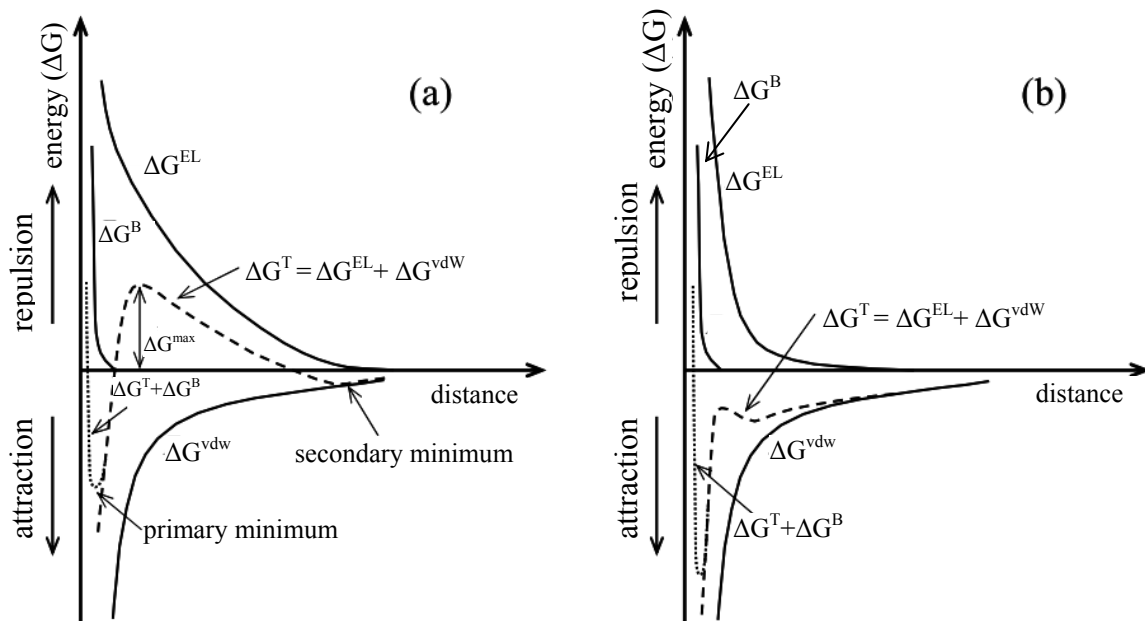 (a)
energy (ΔG)
repulsion
attraction
ΔG^EL
ΔG^B
ΔG^T = ΔG^EL + ΔG^vdW
ΔG^max
ΔG^T+ΔG^B
distance
ΔG^vdw
secondary minimum
primary minimum
(b)
energy (ΔG)
repulsion
attraction
ΔG^B
ΔG^EL
ΔG^T = ΔG^EL + ΔG^vdW
distance
ΔG^vdw
ΔG^T+ΔG^B